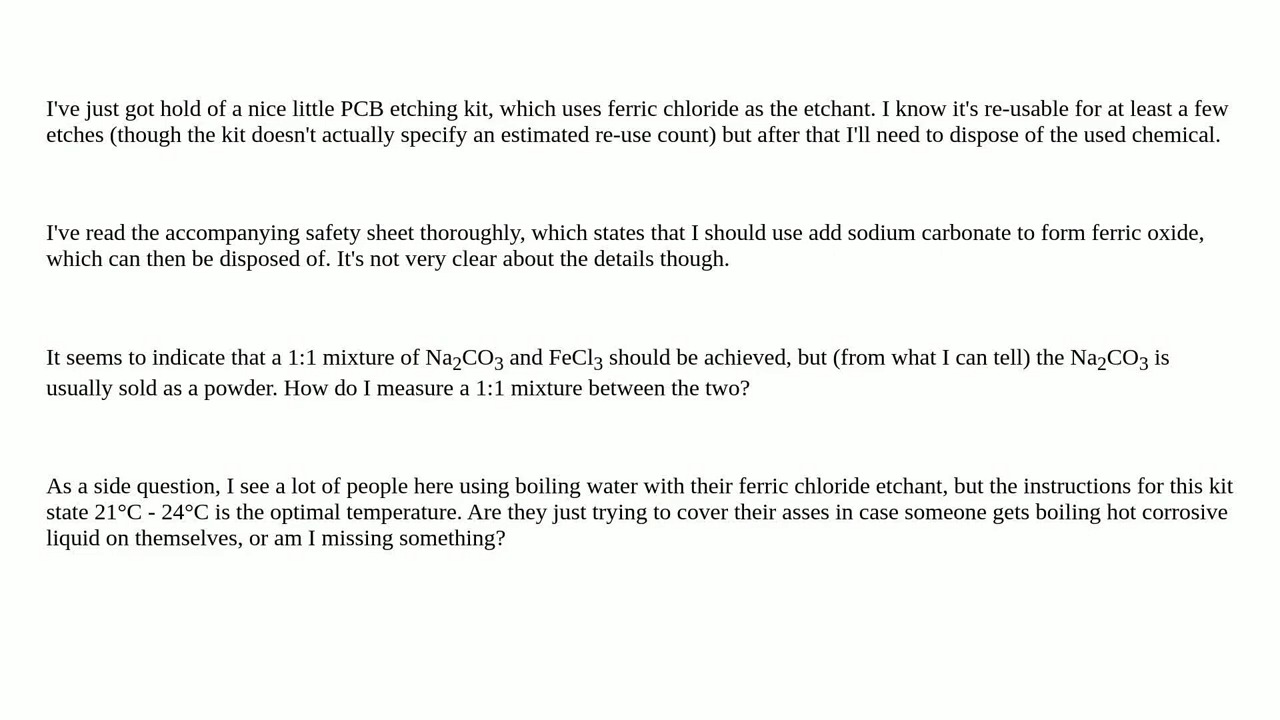 I've just got hold of a nice little PCB etching kit, which uses ferric chloride as the etchant. I know it's re-usable for at least a few
etches (though the kit doesn't actually specify an estimated re-use count) but after that I'll need to dispose of the used chemical.
I've read the accompanying safety sheet thoroughly, which states that I should use add sodium carbonate to form ferric oxide,
which can then be disposed of. It's not very clear about the details though.
It seems to indicate that a 1:1 mixture of Na2CO3 and FeCl3 should be achieved, but (from what I can tell) the Na2CO3 is
usually sold as a powder. How do I measure a 1:1 mixture between the two?
As a side question, I see a lot of people here using boiling water with their ferric chloride etchant, but the instructions for this kit
state 21°C - 24°C is the optimal temperature. Are they just trying to cover their asses in case someone gets boiling hot corrosive
liquid on themselves, or am I missing something?